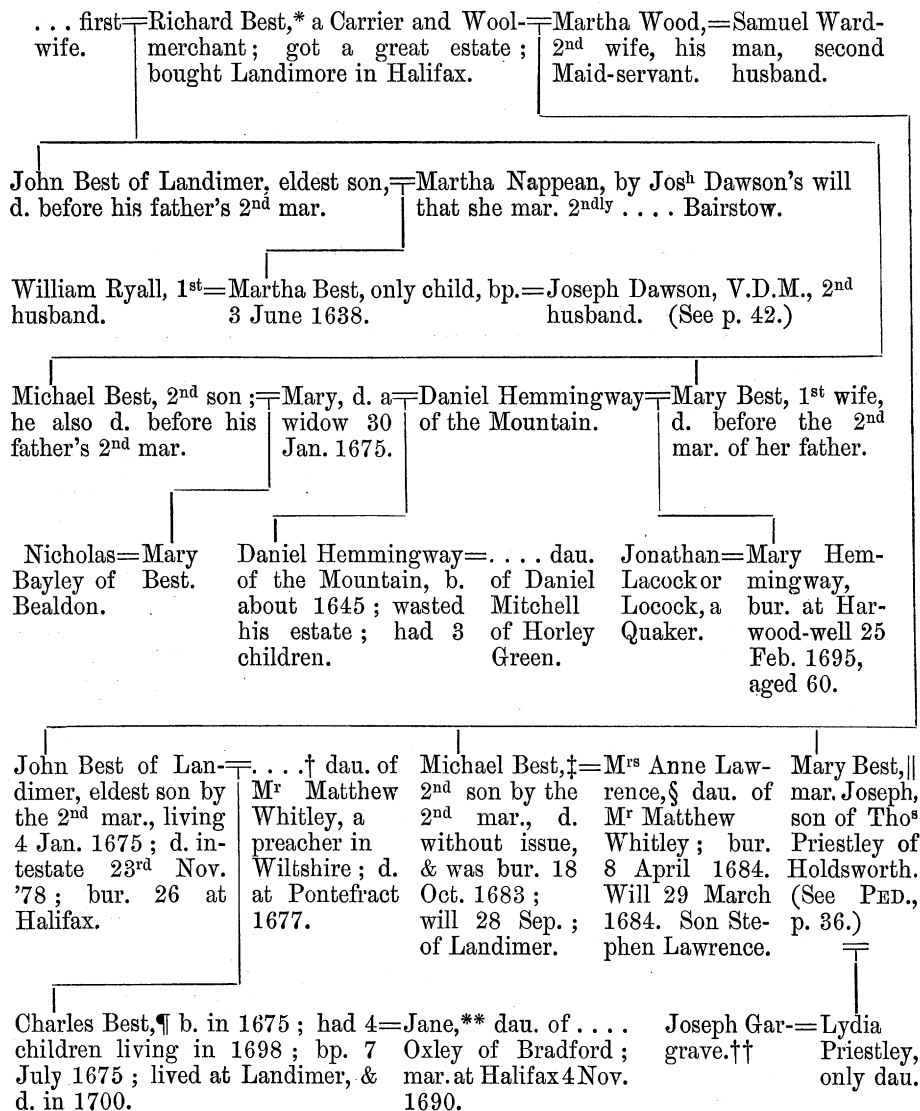 . . . first
wife.
Richard Best,* a Carrier and Wool-
merchant; got a great estate;
bought Landimore in Halifax.
Martha Wood,
2nd wife, his
Maid-servant.
=Samuel Ward-
man, second
husband.
John Best of Landimer, eldest son,
d. before his father's 2nd mar.
Martha Nappean, by Josh Dawson's will
that she mar. 2ndly . . . . Bairstow.
William Ryall, 1st
husband.
=Martha Best, only child, bp.
3 June 1638.
=Joseph Dawson, V.D.M., 2nd
husband. (See p. 42.)
Michael Best, 2nd son;
he also d. before his
father's 2nd mar.
Mary, d. a
widow 30
Jan. 1675.
Daniel Hemmingway
of the Mountain.
Mary Best, 1st wife,
d. before the 2nd
mar. of her father.
Nicholas
Bayley of
Bealdon.
=Mary
Best.
Daniel Hemmingway
of the Mountain, b.
about 1645; wasted
his estate; had 3
children.
=. . . . dau.
of Daniel
Mitchell
of Horley
Green.
Jonathan
Lacock or
Locock, a
Quaker.
=Mary Hem-
mingway,
bur. at Har-
wood-well 25
Feb. 1695,
aged 60.
John Best of Lan-
dimer, eldest son by
the 2nd mar., living
4 Jan. 1675; d. in-
testate 23rd Nov.
'78; bur. 26 at
Halifax.
. . . .† dau. of
Mr Matthew
Whitley, a
preacher in
Wiltshire; d.
at Pontefract
1677.
Michael Best,‡
2nd son by the
2nd mar., d.
without issue,
& was bur. 18
Oct. 1683;
will 28 Sep.;
of Landimer.
=Mrs Anne Law-
rence,§ dau. of
Mr Matthew
Whitley; bur.
8 April 1684.
Will 29 March
1684. Son Ste-
phen Lawrence.
Mary Best,||
mar. Joseph,
son of Thos
Priestley of
Holdsworth.
(See PED.,
p. 36.)
Charles Best,¶ b. in 1675; had 4
children living in 1698; bp. 7
July 1675; lived at Landimer, &
d. in 1700.
=Jane,** dau. of . . . .
Oxley of Bradford;
mar. at Halifax 4 Nov.
1690.
Joseph Gar-
grave.††
=Lydia
Priestley,
only dau.